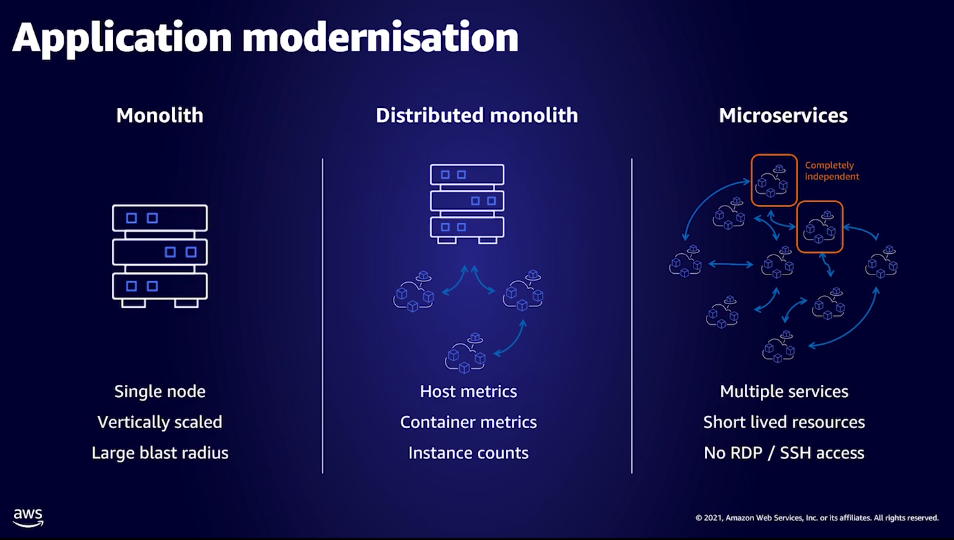 Application modernisation
Monolith
Single node
Vertically scaled
Large blast radius
Distributed monolith
Host metrics
Container metrics
Instance counts
Microservices
Completely
independent
Multiple services
Short lived resources
No RDP / SSH access
aws
© 2021, Amazon Web Services, Inc. or its affiliates. All rights reserved.